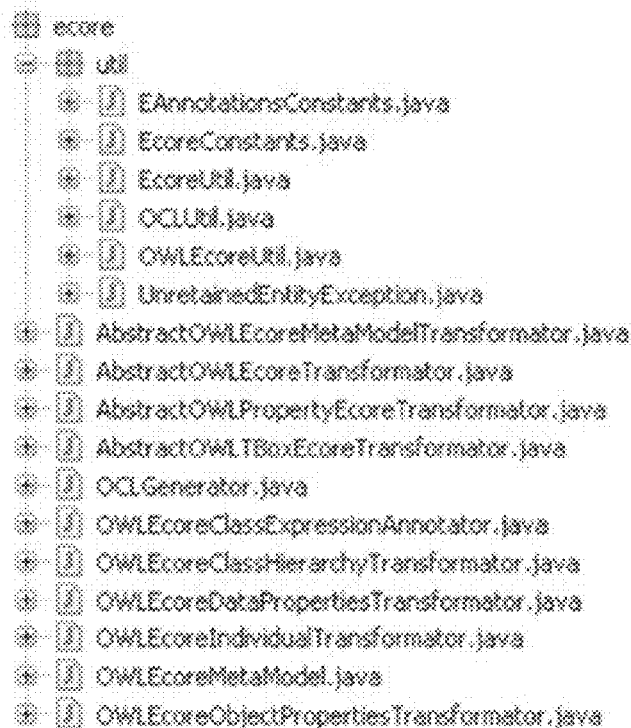 ecore
util
EAnnotationsConstants.java
EcoreConstants.java
EcoreUtil.java
OCLUtil.java
OWLEcoreUtil.java
UnretainedEntityException.java
AbstractOWLEcoreMetaModelTransformator.java
AbstractOWLEcoreTransformator.java
AbstractOWLPropertyEcoreTransformator.java
AbstractOWLTBoxEcoreTransformator.java
OCLGenerator.java
OWLEcoreClassExpressionAnnotator.java
OWLEcoreClassHierarchyTransformator.java
OWLEcoreDataPropertiesTransformator.java
OWLEcoreIndividualTransformator.java
OWLEcoreMetaModel.java
OWLEcoreObjectPropertiesTransformator.java